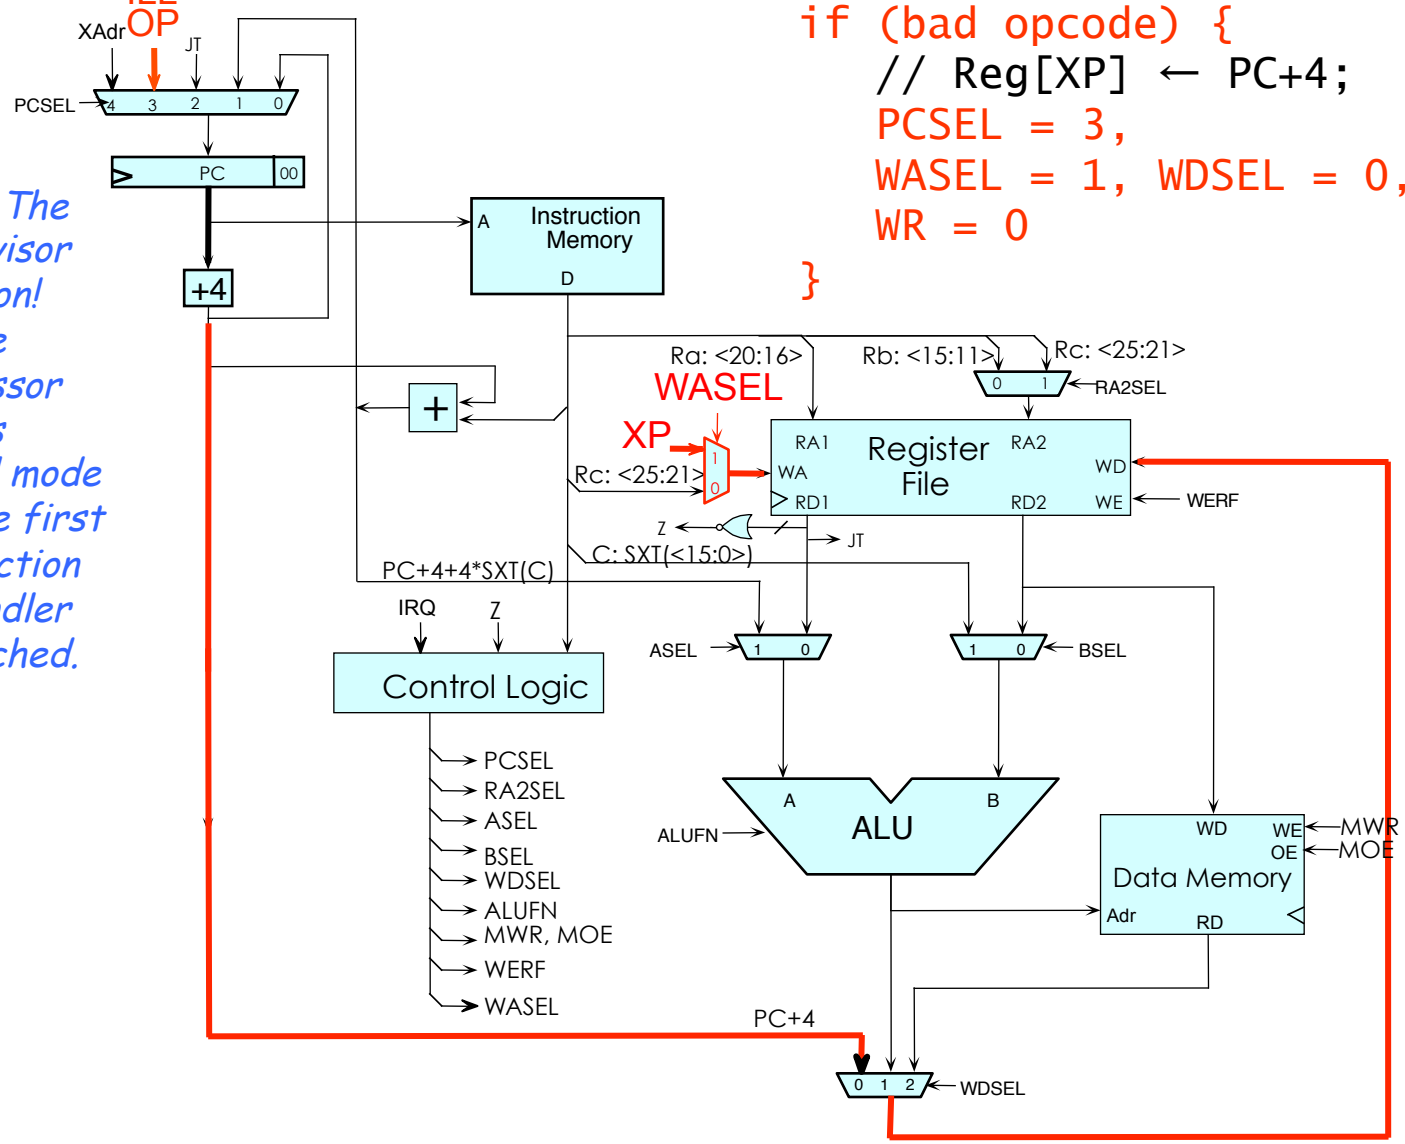 ILL
OP
XAdr
JT
PCSEL
4 3 2 1 0
PC 00
+4
if (bad opcode) {
// Reg[XP] ← PC+4;
PCSEL = 3,
WASEL = 1, WDSEL = 0,
WR = 0
}
The
on!
mode
first
A Instruction
Memory
D
Ra: <20:16>
Rb: <15:11>
Rc: <25:21>
0 1
RA2SEL
WASEL
XP
1
0
Rc: <25:21>
+
RA1 Register RA2
WA File WD
RD1 RD2 WE
WERF
Z
JT
C: SXT(<15:0>)
PC+4+4*SXT(C)
IRQ
Z
Control Logic
ASEL
1 0
1 0
BSEL
PCSEL
RA2SEL
ASEL
BSEL
WDSEL
ALUFN
MWR, MOE
WERF
WASEL
A B
ALU
ALUFN
WD WE
OE
MWR
MOE
Data Memory
Adr
RD
PC+4
0 1 2
WDSEL